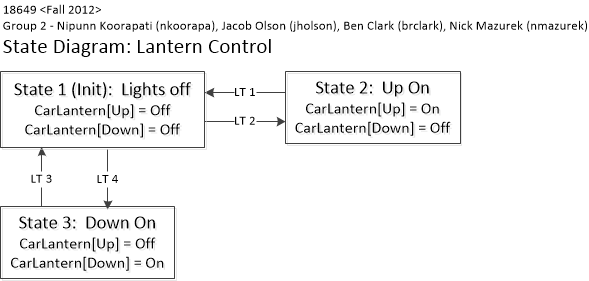 18649 <Fall 2012>
Group 2 - Nipunn Koorapati (nkoorapa), Jacob Olson (jholson), Ben Clark (brclark), Nick Mazurek (nmazurek)
State Diagram: Lantern Control
State 1 (Init): Lights off
CarLantern[Up] = Off
CarLantern[Down] = Off
LT 1
LT 2
State 2: Up On
CarLantern[Up] = On
CarLantern[Down] = Off
LT 3
LT 4
State 3: Down On
CarLantern[Up] = Off
CarLantern[Down] = On